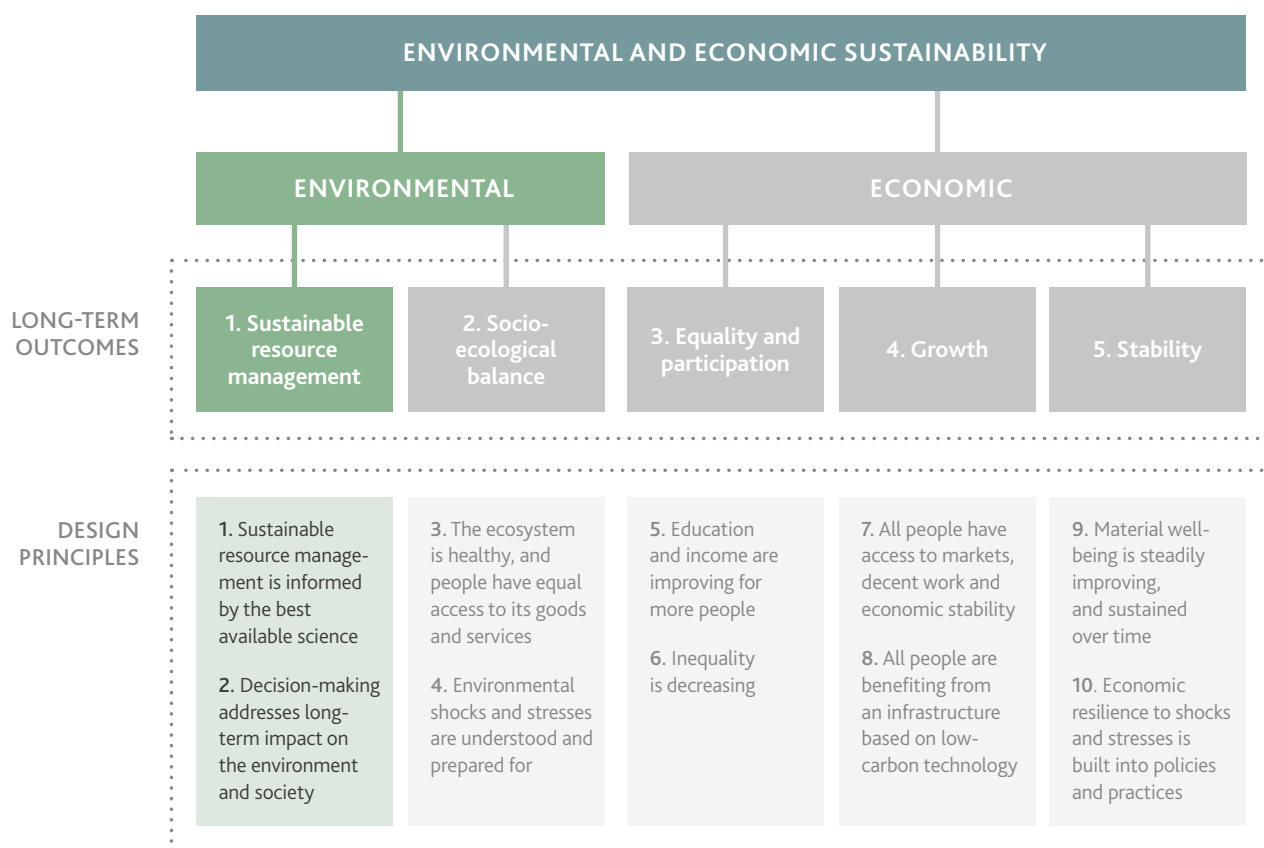 ENVIRONMENTAL AND ECONOMIC SUSTAINABILITY
ENVIRONMENTAL
ECONOMIC
LONG-TERM
OUTCOMES
1. Sustainable
resource
management
2. Socio-
ecological
balance
3. Equality and
participation
4. Growth
5. Stability
DESIGN
PRINCIPLES
1. Sustainable
resource manage-
ment is informed
by the best
available science
2. Decision-making
addresses long-
term impact on
the environment
and society
3. The ecosystem
is healthy, and
people have equal
access to its goods
and services
4. Environmental
shocks and stresses
are understood and
prepared for
5. Education
and income are
improving for
more people
6. Inequality
is decreasing
7. All people have
access to markets,
decent work and
economic stability
8. All people are
benefiting from
an infrastructure
based on low-
carbon technology
9. Material well-
being is steadily
improving,
and sustained
over time
10. Economic
resilience to shocks
and stresses is
built into policies
and practices